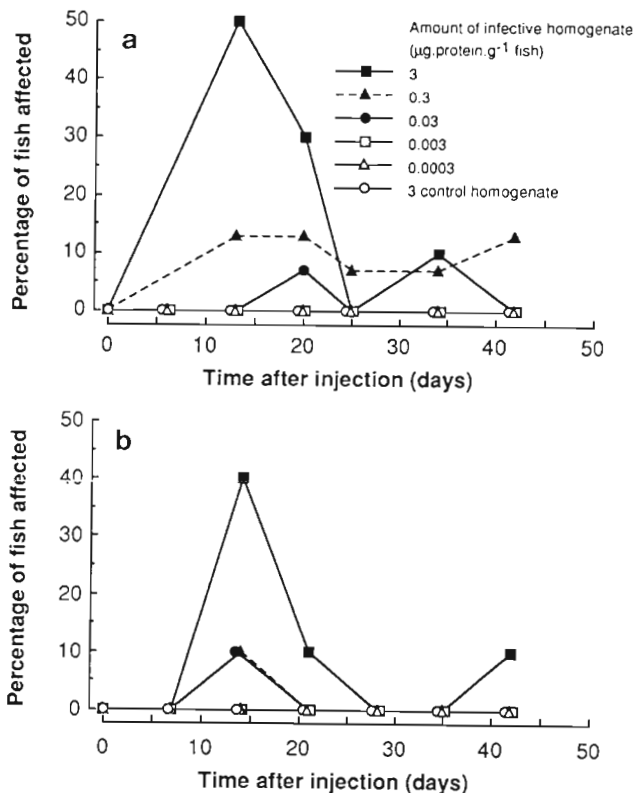 a
Percentage of fish affected
50
40
30
20
10
0
Amount of infective homogenate
(µg.protein.g⁻¹ fish)
3
0.3
0.03
0.003
0.0003
3 control homogenate
0 10 20 30 40 50
Time after injection (days)
b
Percentage of fish affected
50
40
30
20
10
0
0 10 20 30 40 50
Time after injection (days)